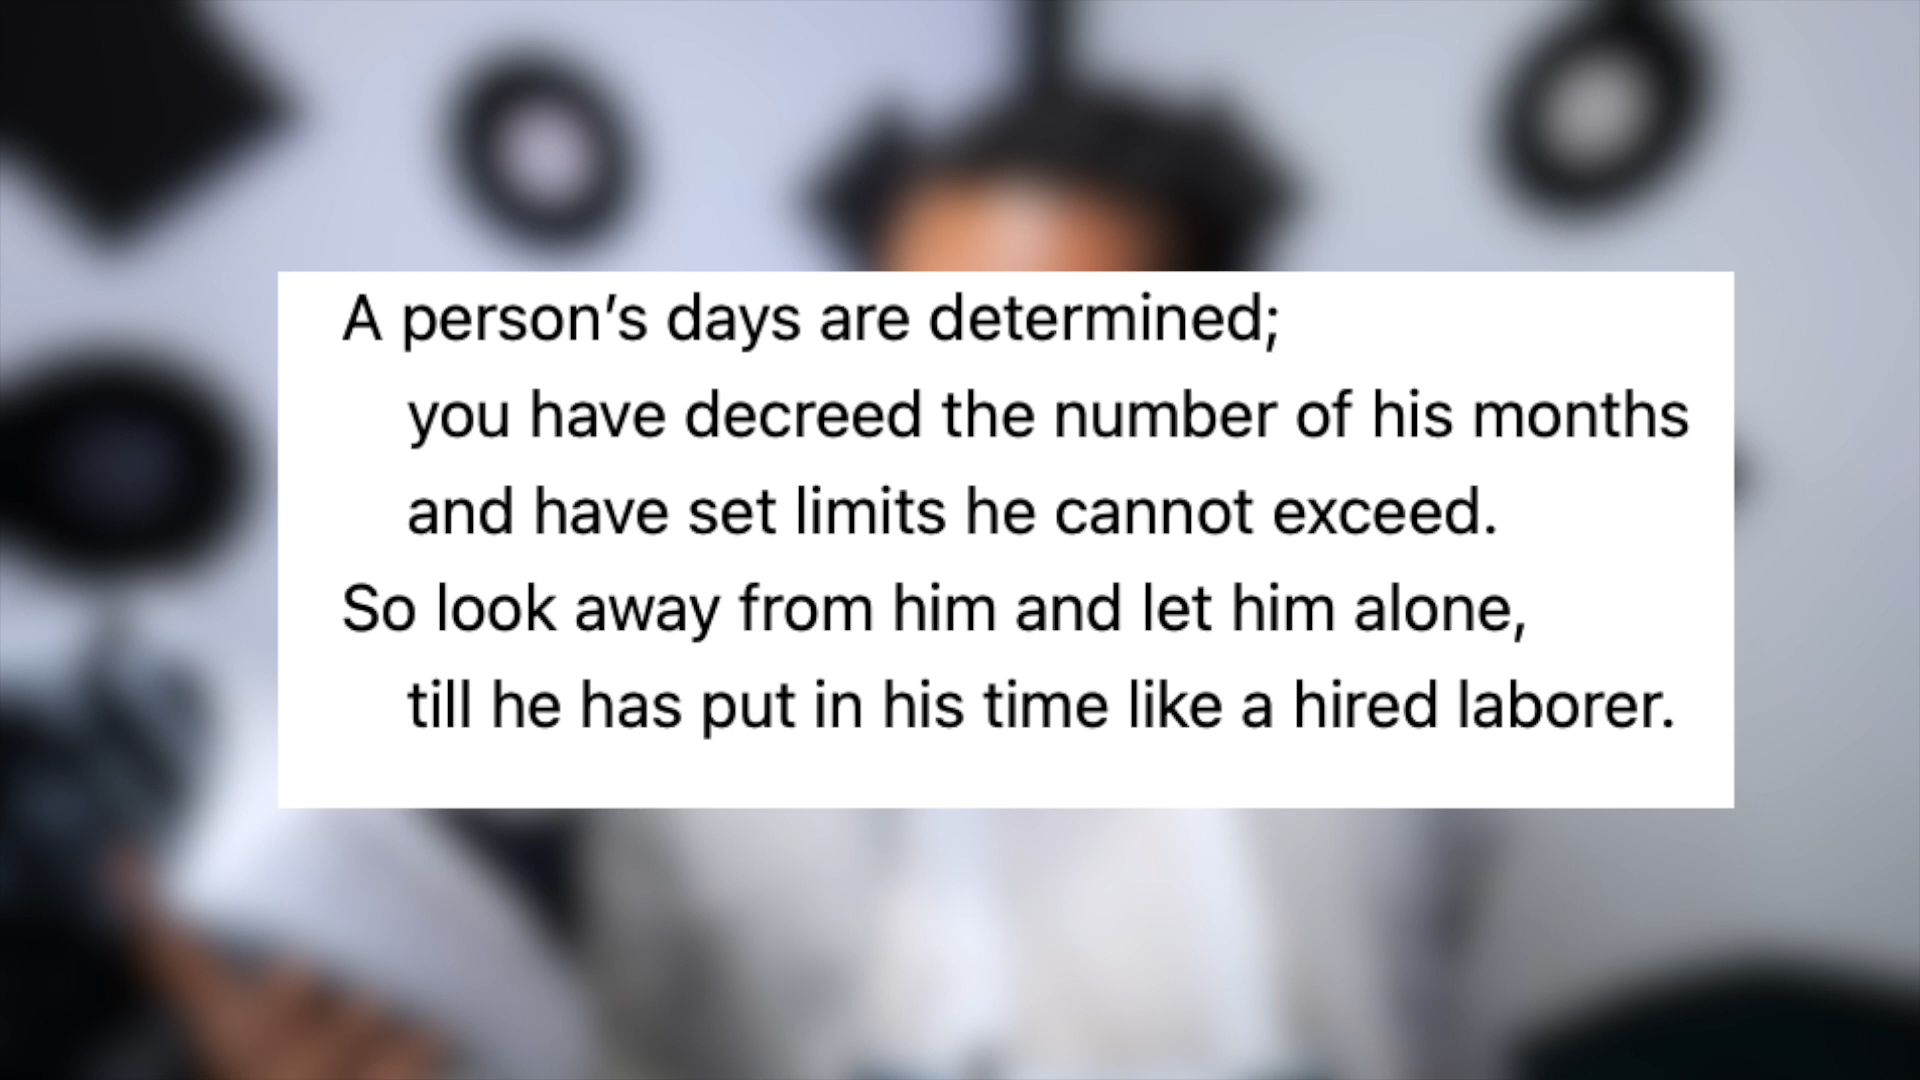 A person’s days are determined;
you have decreed the number of his months
and have set limits he cannot exceed.
So look away from him and let him alone,
till he has put in his time like a hired laborer.